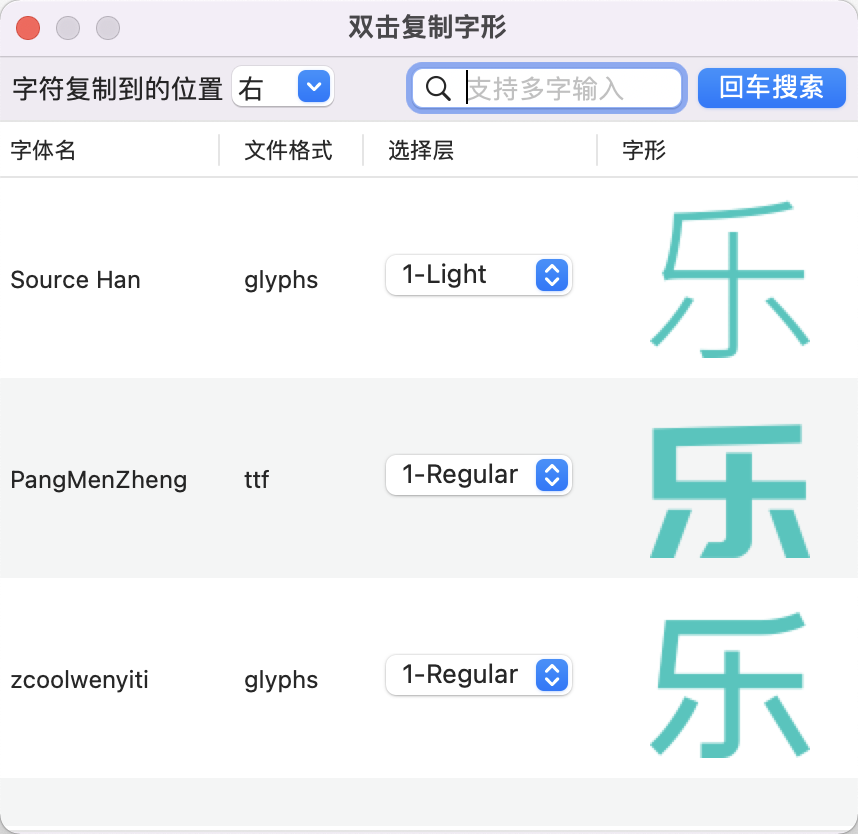 双击复制字形
字符复制到的位置 右 支持多字输入 回车搜索
字体名 文件格式 选择层 字形
Source Han glyphs 1-Light 乐
PangMenZheng ttf 1-Regular 乐
zcoolwenyiti glyphs 1-Regular 乐